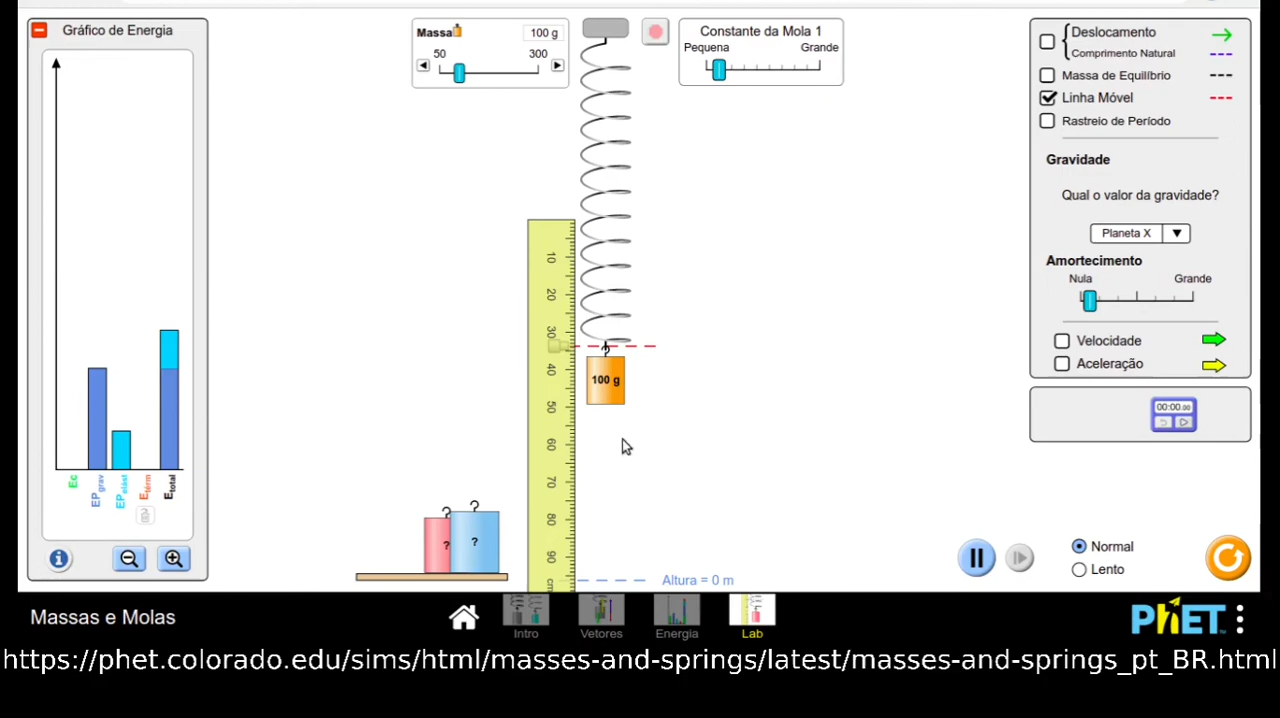 Gráfico de Energia
Ec
EPgrav
EPelást
Etérm
Etotal
Massa
100 g
50
300
Constante da Mola 1
Pequena
Grande
10
20
30
40
50
60
70
80
90
cm
100 g
?
?
Altura = 0 m
Deslocamento
Comprimento Natural
Massa de Equilíbrio
Linha Móvel
Rastreio de Período
Gravidade
Qual o valor da gravidade?
Planeta X
Amortecimento
Nula
Grande
Velocidade
Aceleração
00:00.00
Normal
Lento
Massas e Molas
Intro
Vetores
Energia
Lab
PhET
https://phet.colorado.edu/sims/html/masses-and-springs/latest/masses-and-springs_pt_BR.html